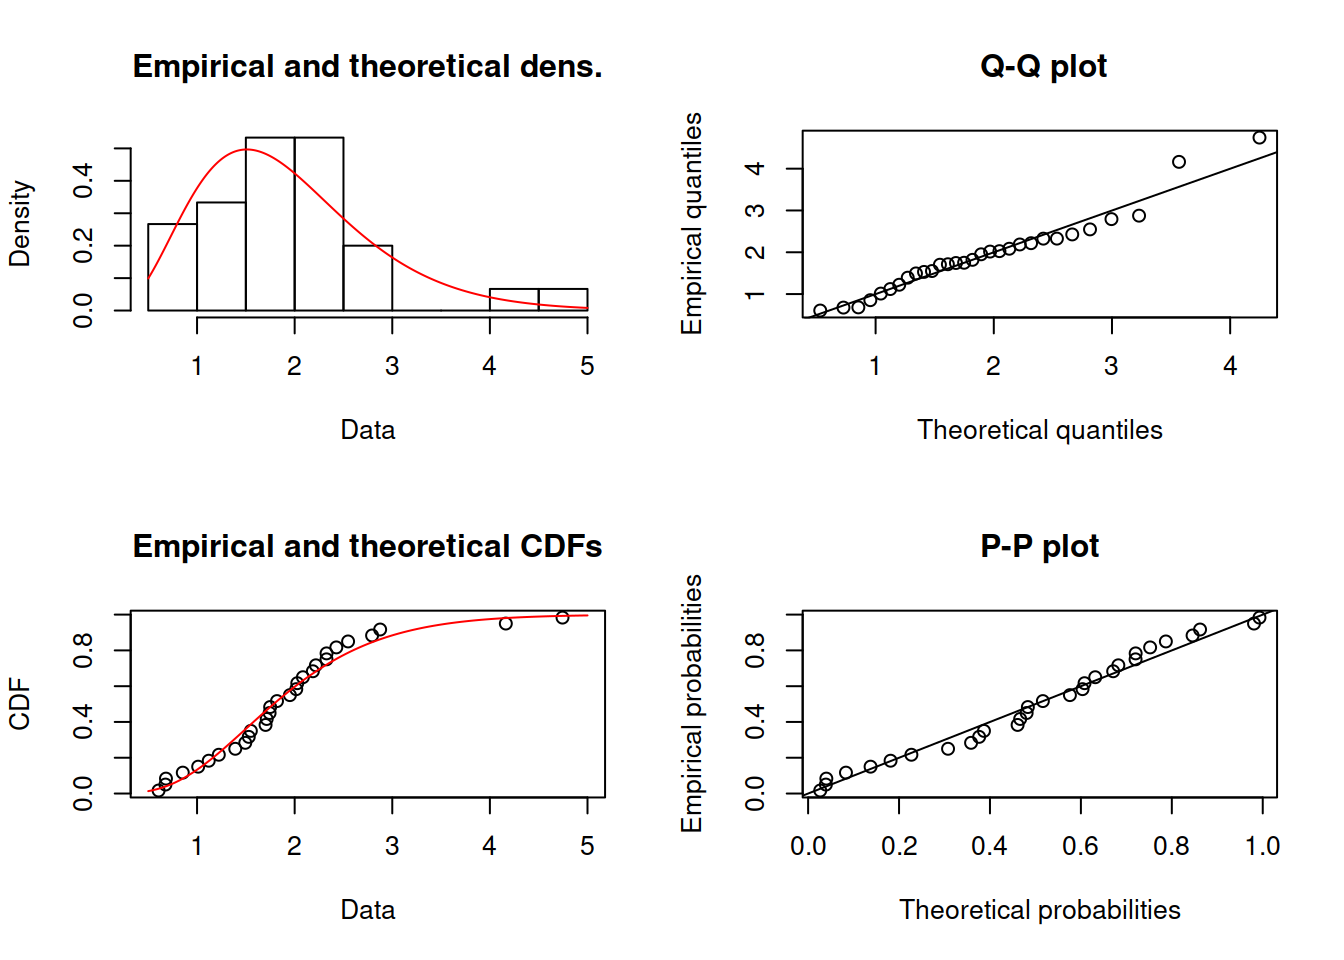 Empirical and theoretical dens.
Density
0.0 0.2 0.4
1 2 3 4 5
Data
Q-Q plot
Empirical quantiles
1 2 3 4
1 2 3 4
Theoretical quantiles
Empirical and theoretical CDFs
CDF
0.0 0.4 0.8
1 2 3 4 5
Data
P-P plot
Empirical probabilities
0.0 0.4 0.8
0.0 0.2 0.4 0.6 0.8 1.0
Theoretical probabilities